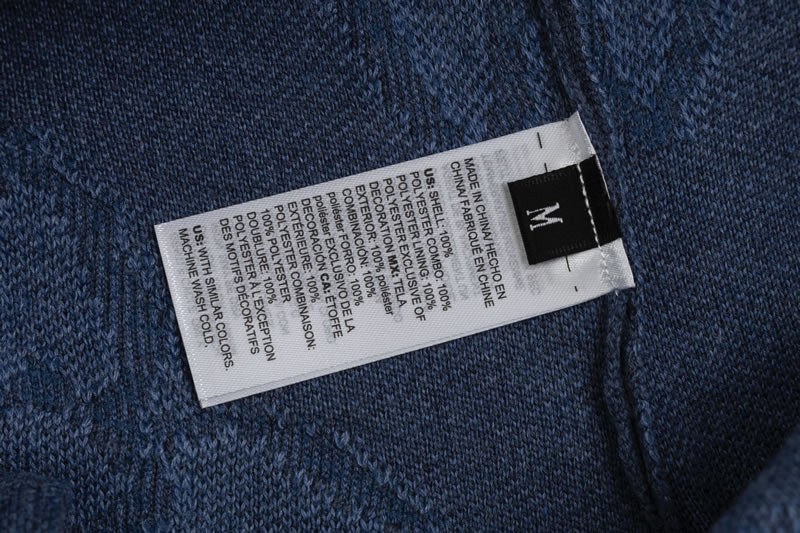 M
MADE IN CHINA/ HECHO EN
CHINA/ FABRIQUÉ EN CHINE
US: SHELL: 100%
POLYESTER COMBO: 100%
POLYESTER LINING: 100%
POLYESTER EXCLUSIVE OF
DECORATION MX: TELA
EXTERIOR: 100% poliéster
COMBINACIÓN: 100%
poliéster FORRO: 100%
poliéster EXCLUSIVO DE LA
DECORACIÓN CA: ÉTOFFE
EXTÉRIEURE: 100%
POLYESTER COMBINAISON:
100% POLYESTER
DOUBLURE: 100%
POLYESTER À L'EXCEPTION
DES MOTIFS DÉCORATIFS
US: WITH SIMILAR COLORS.
MACHINE WASH COLD,